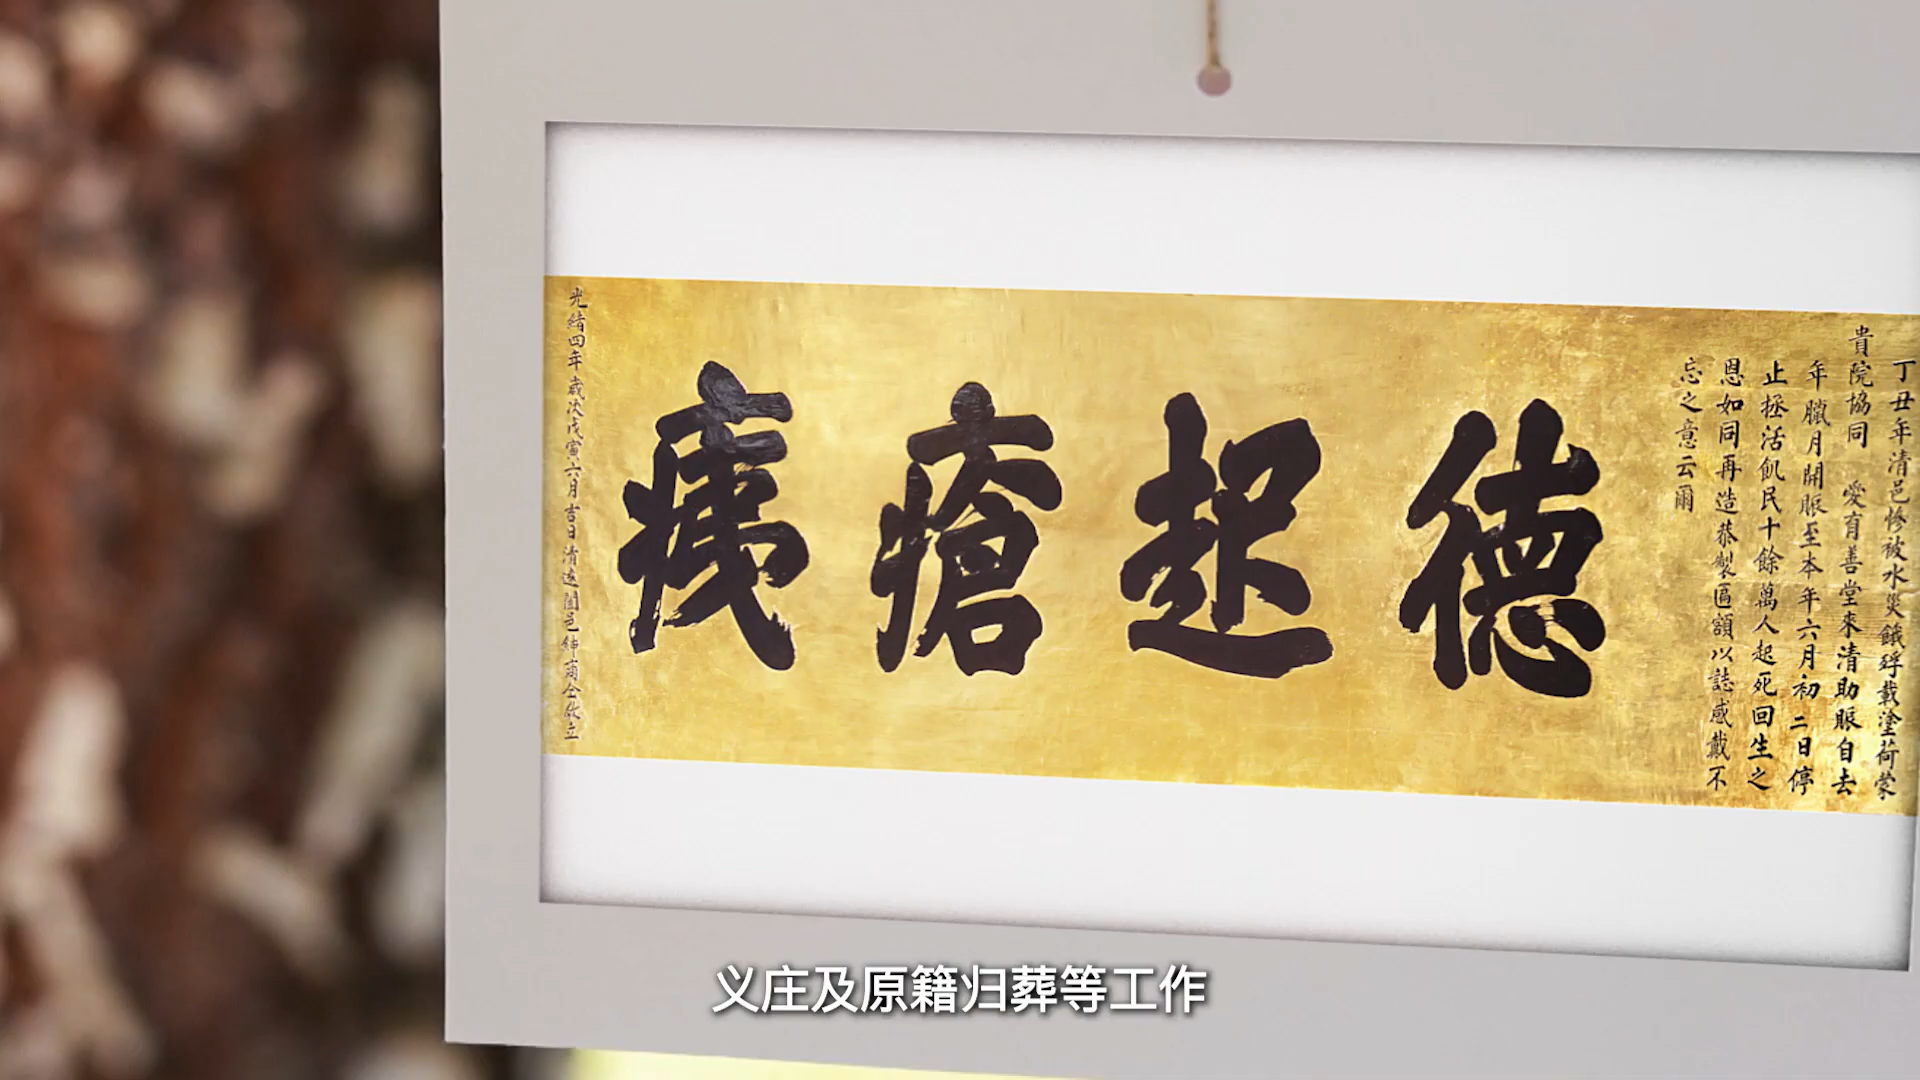 丁丑年清邑慘被水災餓殍載塗荷蒙
貴院協同 愛育善堂來清助賑自去
年臘月開賑至本年六月初二日停
止拯活飢民十餘萬人起死回生之
恩如同再造恭製匾額以誌感戴不
忘之意云爾
德起瘡痍
光緒四年歲次戊寅六月吉日清遠闔邑紳商仝敬立
义庄及原籍归葬等工作